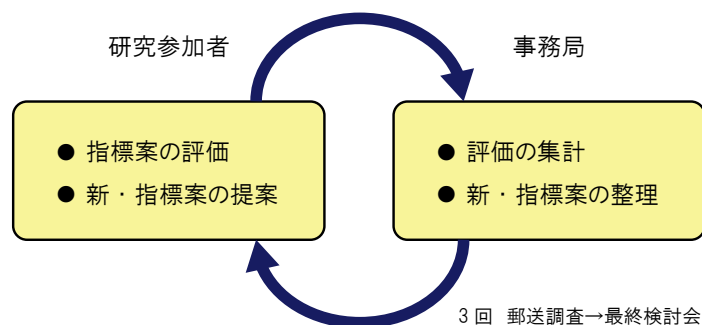 研究参加者
事務局
● 指標案の評価
● 新・指標案の提案
● 評価の集計
● 新・指標案の整理
3回 郵送調査→最終検討会